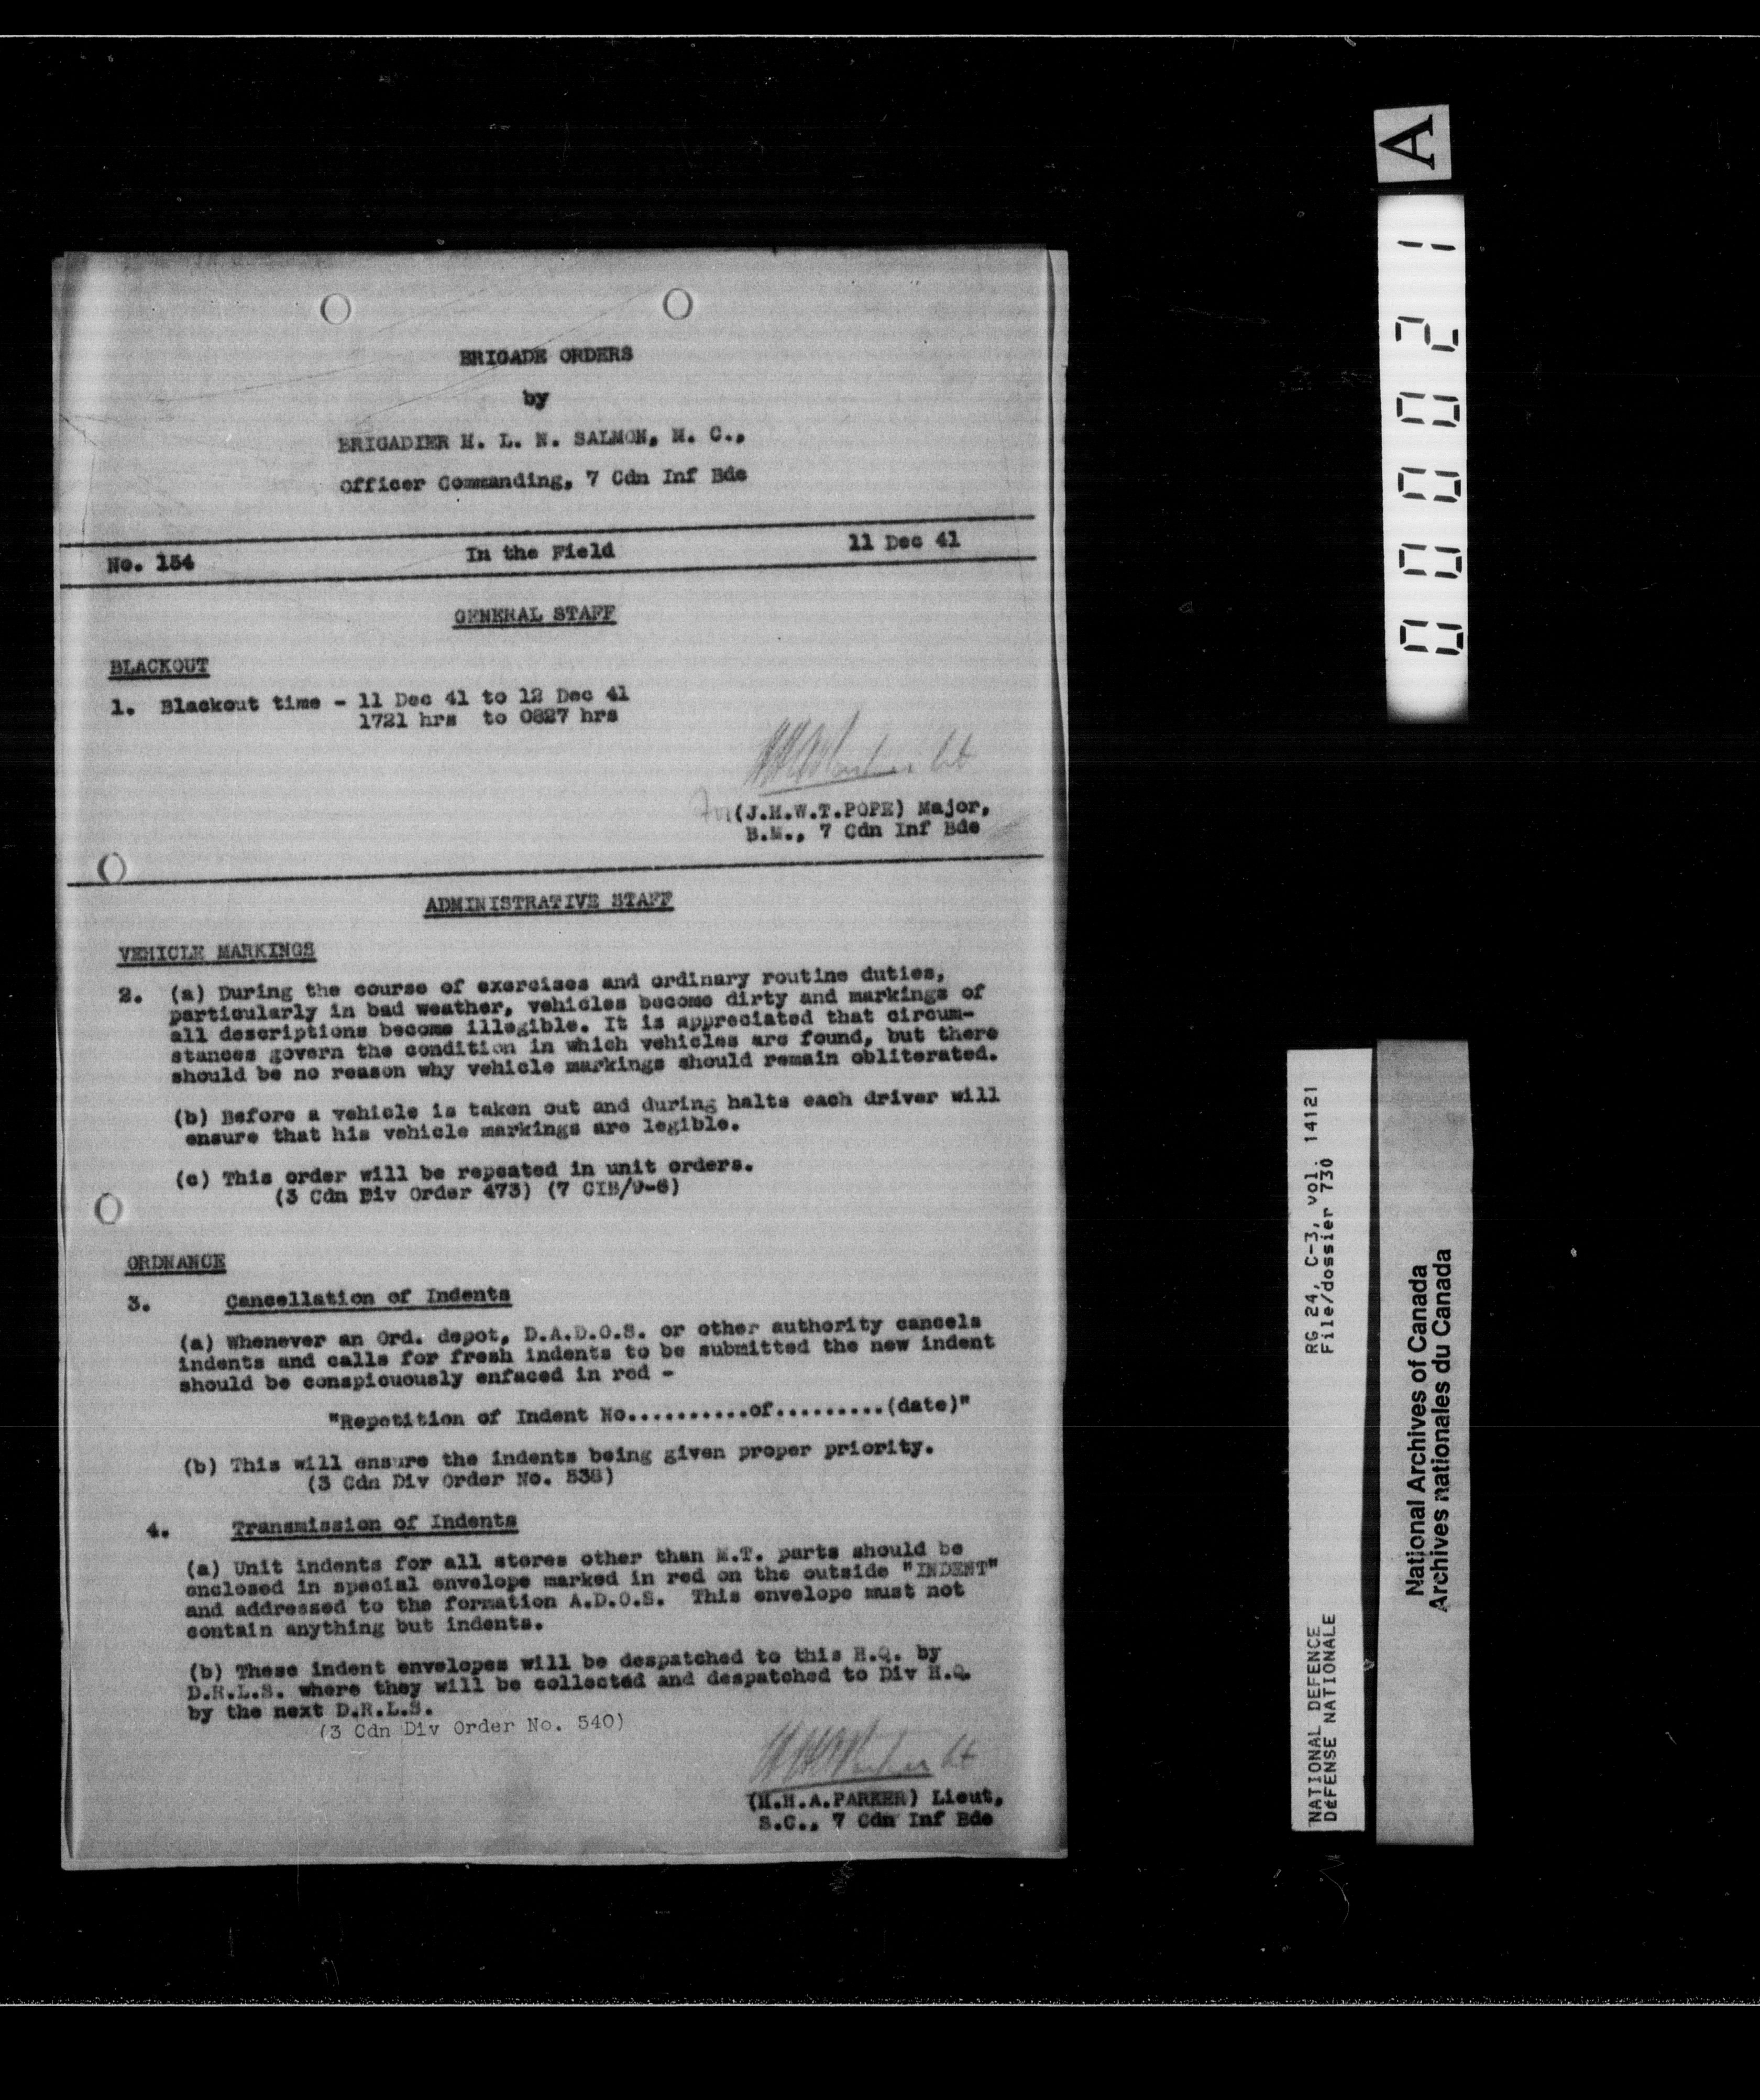 BRIGADE ORDERS
by
BRIGADIER H. L. N. SALMON, M. C.,
Officer Commanding, 7 Cdn Inf Bde
No. 154 In the Field 11 Dec 41
GENERAL STAFF
BLACKOUT
1. Blackout time - 11 Dec 41 to 12 Dec 41
1721 hrs to 0827 hrs
(J.H.W.T.POPE) Major,
B.M., 7 Cdn Inf Bde
ADMINISTRATIVE STAFF
VEHICLE MARKINGS
2. (a) During the course of exercises and ordinary routine duties,
particularly in bad weather, vehicles become dirty and markings of
all descriptions become illegible. It is appreciated that circum-
stances govern the condition in which vehicles are found, but there
should be no reason why vehicle markings should remain obliterated.
(b) Before a vehicle is taken out and during halts each driver will
ensure that his vehicle markings are legible.
(c) This order will be repeated in unit orders.
(3 Cdn Div Order 473) (7 CIB/9-6)
ORDNANCE
3. Cancellation of Indents
(a) Whenever an Ord. depot, D.A.D.O.S. or other authority cancels
indents and calls for fresh indents to be submitted the new indent
should be conspicuously enfaced in red -
"Repetition of Indent No...........of..........(date)"
(b) This will ensure the indents being given proper priority.
(3 Cdn Div Order No. 538)
4. Transmission of Indents
(a) Unit indents for all stores other than M.T. parts should be
enclosed in special envelope marked in red on the outside "INDENT"
and addressed to the formation A.D.O.S. This envelope must not
contain anything but indents.
(b) These indent envelopes will be despatched to this H.Q. by
D.R.L.S. where they will be collected and despatched to Div H.Q.
by the next D.R.L.S.
(3 Cdn Div Order No. 540)
(H.H.A.PARKER) Lieut,
S.C., 7 Cdn Inf Bde
A
000021
RG 24, C-3, vol. 14121
File/dossier 730
NATIONAL DEFENCE
DéFENSE NATIONALE
National Archives of Canada
Archives nationales du Canada